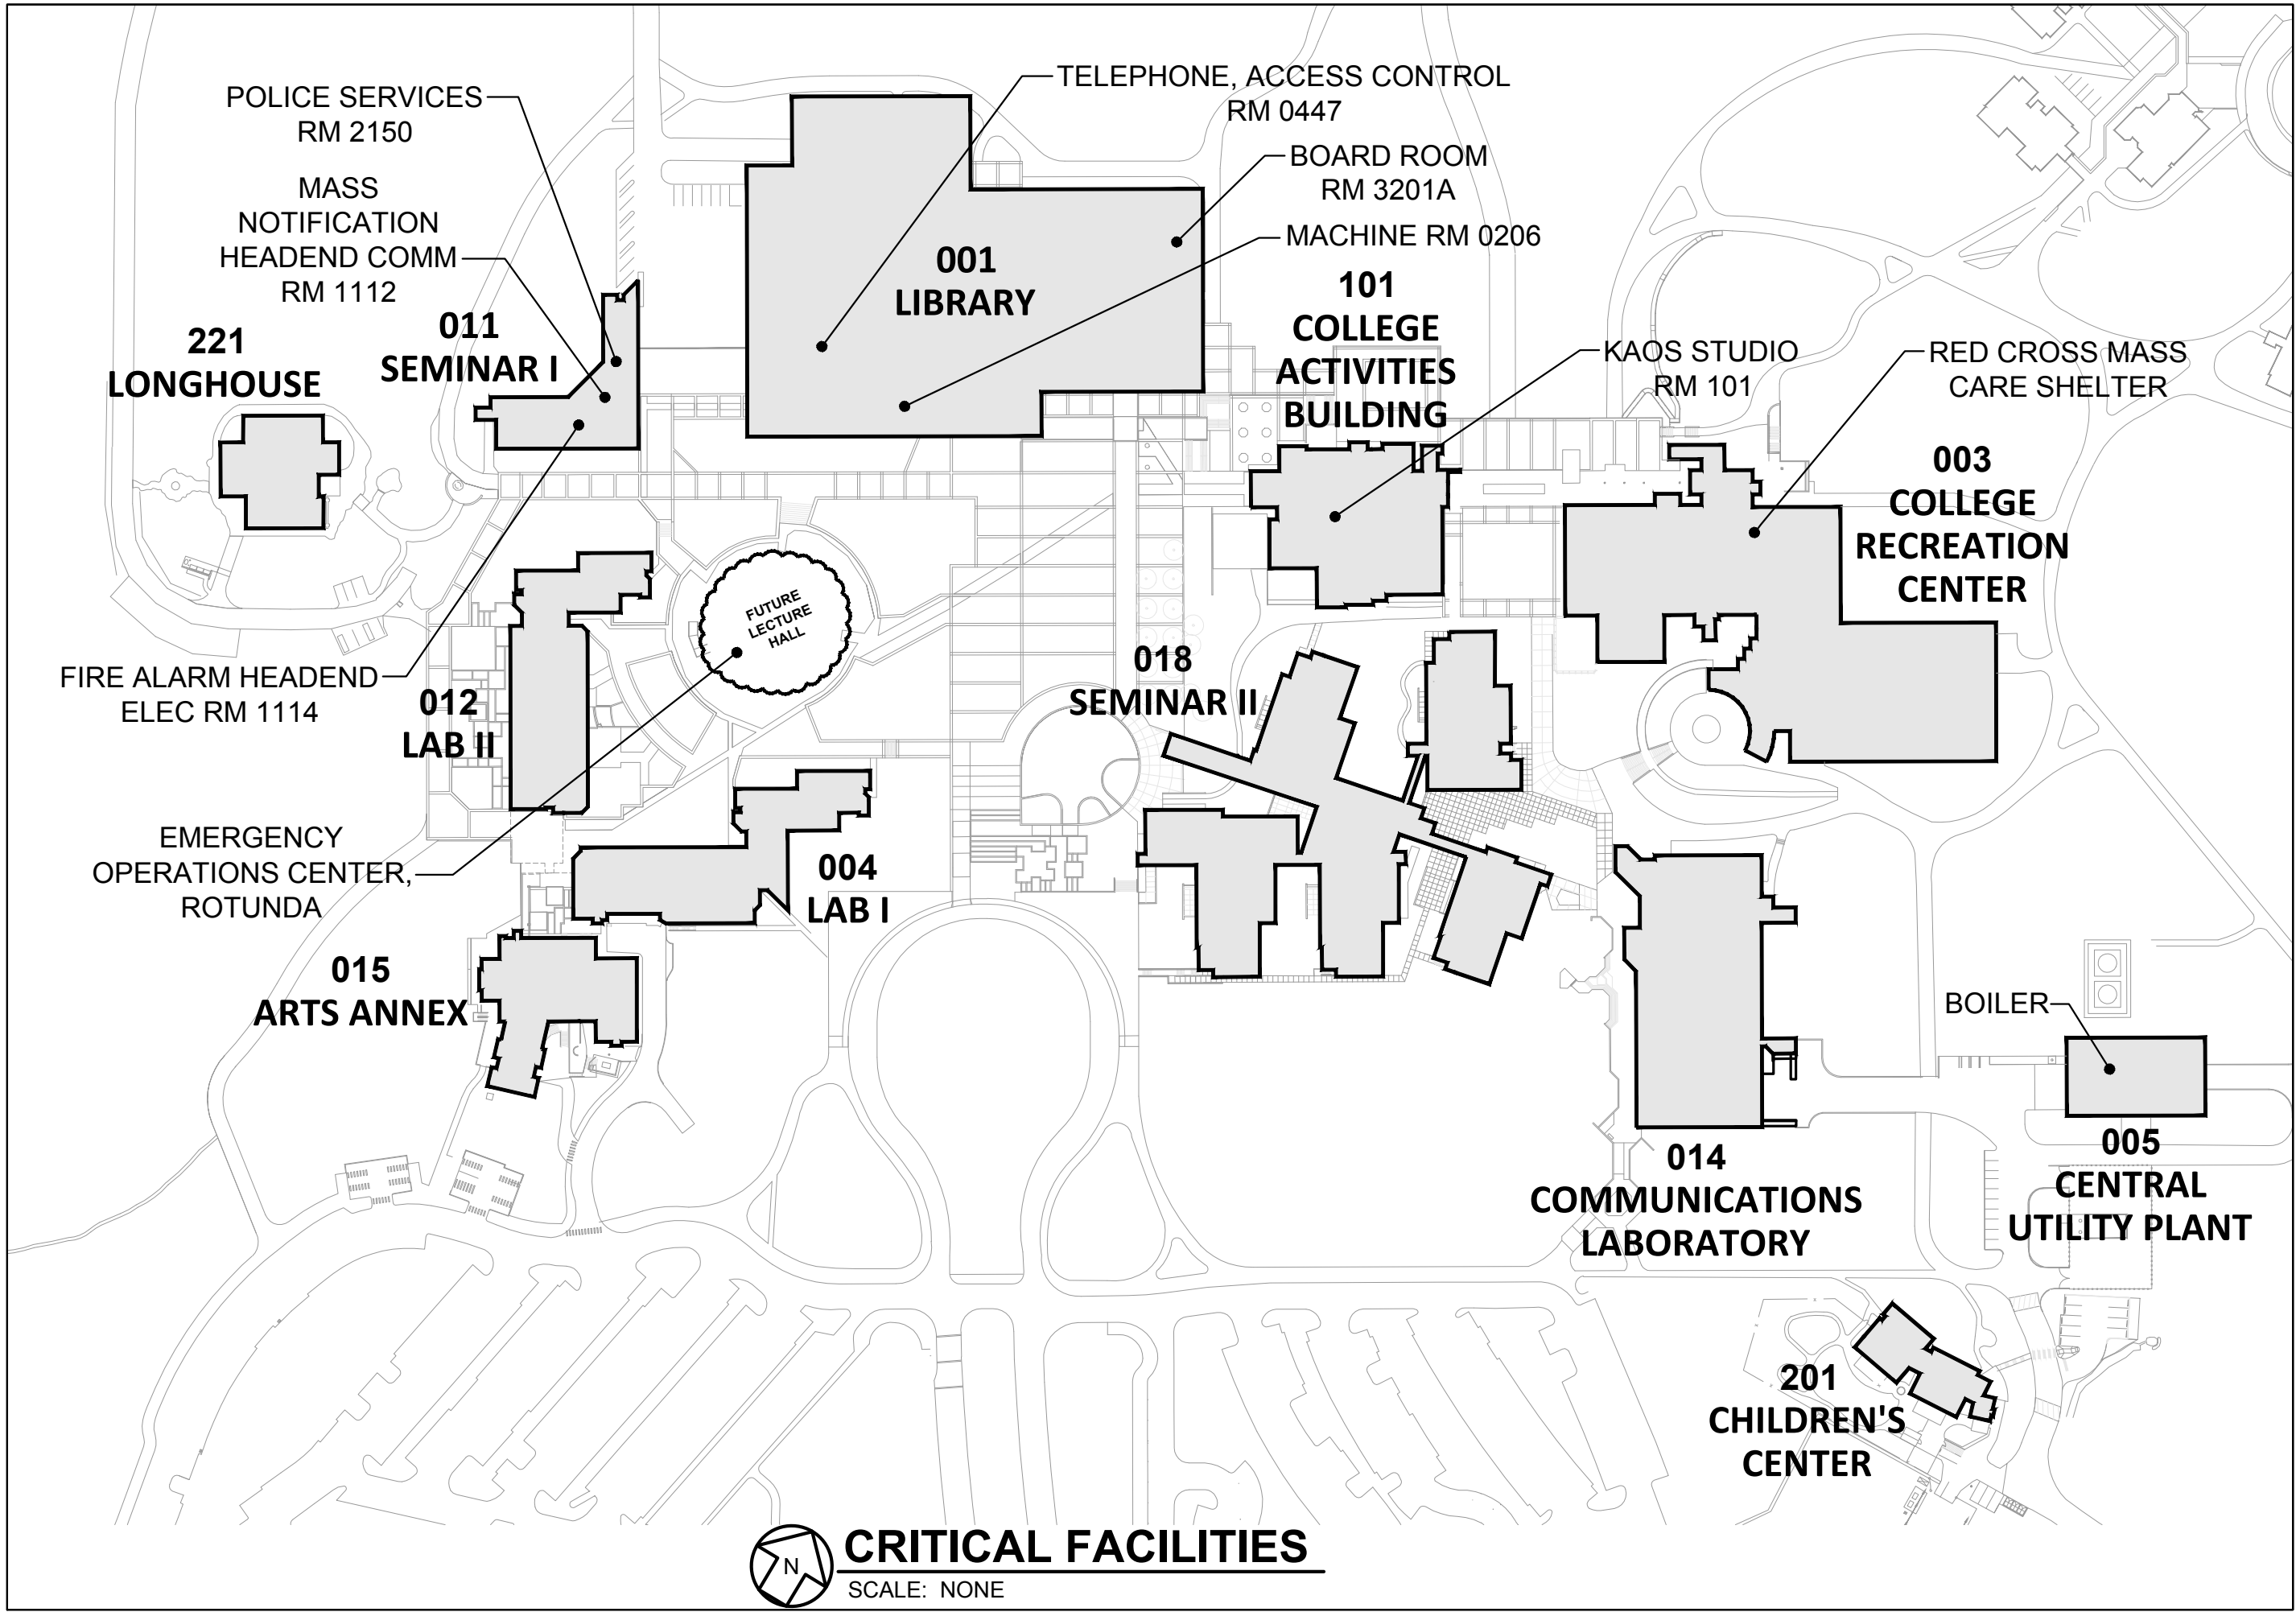 POLICE SERVICES
RM 2150
MASS
NOTIFICATION
HEADEND COMM
RM 1112
TELEPHONE, ACCESS CONTROL
RM 0447
BOARD ROOM
RM 3201A
MACHINE RM 0206
001
LIBRARY
011
SEMINAR I
221
LONGHOUSE
101
COLLEGE
ACTIVITIES
BUILDING
KAOS STUDIO
RM 101
RED CROSS MASS
CARE SHELTER
003
COLLEGE
RECREATION
CENTER
FUTURE
LECTURE
HALL
FIRE ALARM HEADEND
ELEC RM 1114
012
LAB II
018
SEMINAR II
EMERGENCY
OPERATIONS CENTER,
ROTUNDA
004
LAB I
015
ARTS ANNEX
BOILER
014
COMMUNICATIONS
LABORATORY
005
CENTRAL
UTILITY PLANT
201
CHILDREN'S
CENTER
N
CRITICAL FACILITIES
SCALE: NONE